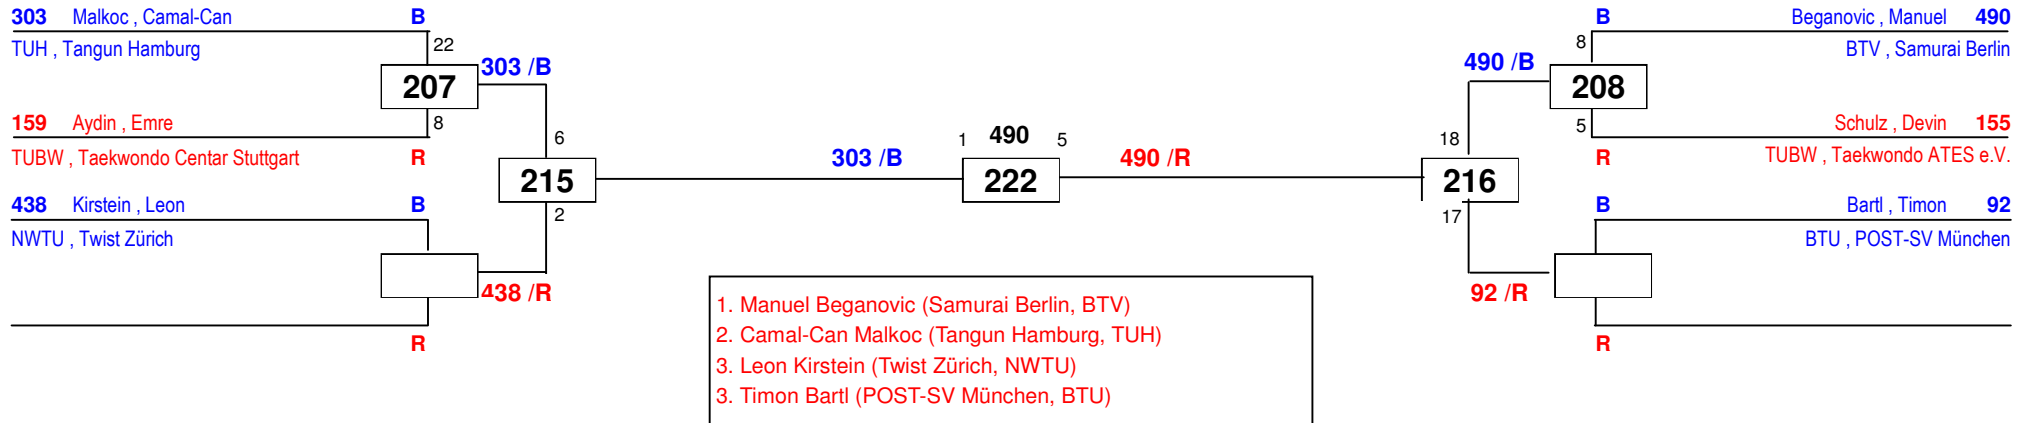 303 Malkoc , Camal-Can B
TUH , Tangun Hamburg
22
207
303 /B
8
159 Aydin , Emre
TUBW , Taekwondo Centar Stuttgart R
438 Kirstein , Leon B
NWTU , Twist Zürich
438 /R
R
6
215
2
303 /B
1 490 5
222
490 /R
18
216
17
490 /B
92 /R
B Beganovic , Manuel 490
8 BTV , Samurai Berlin
208
5 Schulz , Devin 155
R TUBW , Taekwondo ATES e.V.
B Bartl , Timon 92
BTU , POST-SV München
R
1. Manuel Beganovic (Samurai Berlin, BTV)
2. Camal-Can Malkoc (Tangun Hamburg, TUH)
3. Leon Kirstein (Twist Zürich, NWTU)
3. Timon Bartl (POST-SV München, BTU)